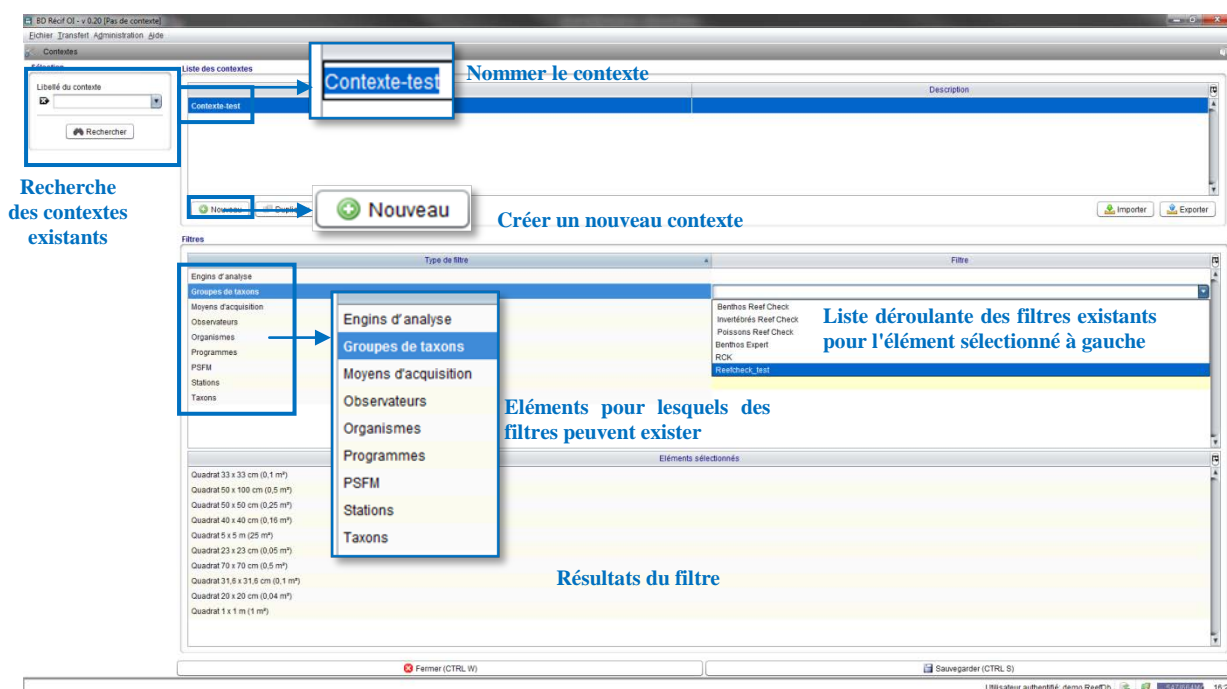 BD Récif OI - v 0.20 [Pas de contexte]
Fichier Transfert Administration Aide
Contextes
Sélection
Libellé du contexte
Rechercher
Recherche
des contextes
existants
Liste des contextes
Description
Contexte-test
Contexte-test
Nommer le contexte
Nouveau
Nouveau
Créer un nouveau contexte
Importer
Exporter
Filtres
Type de filtre
Filtre
Engins d'analyse
Groupes de taxons
Moyens d'acquisition
Observateurs
Organismes
Programmes
PSFM
Stations
Taxons
Engins d'analyse
Groupes de taxons
Moyens d'acquisition
Observateurs
Organismes
Programmes
PSFM
Stations
Taxons
Benthos Reef Check
Invertébrés Reef Check
Poissons Reef Check
Benthos Expert
RCK
Reefcheck_test
Liste déroulante des filtres existants
pour l'élément sélectionné à gauche
Eléments pour lesquels des
filtres peuvent exister
Eléments sélectionnés
Quadrat 33 x 33 cm (0,1 m²)
Quadrat 50 x 100 cm (0,5 m²)
Quadrat 50 x 50 cm (0,25 m²)
Quadrat 40 x 40 cm (0,16 m²)
Quadrat 5 x 5 m (25 m²)
Quadrat 23 x 23 cm (0,05 m²)
Quadrat 70 x 70 cm (0,5 m²)
Quadrat 31,6 x 31,6 cm (0,1 m²)
Quadrat 20 x 20 cm (0,04 m²)
Quadrat 1 x 1 m (1 m²)
Résultats du filtre
Fermer (CTRL W)
Sauvegarder (CTRL S)
Utilisateur authentifié: demo ReefDb